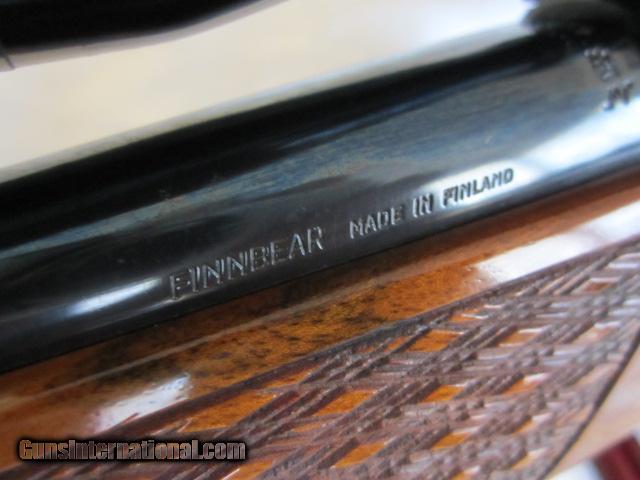 FINNBEAR MADE IN FINLAND
GunsInternational.com